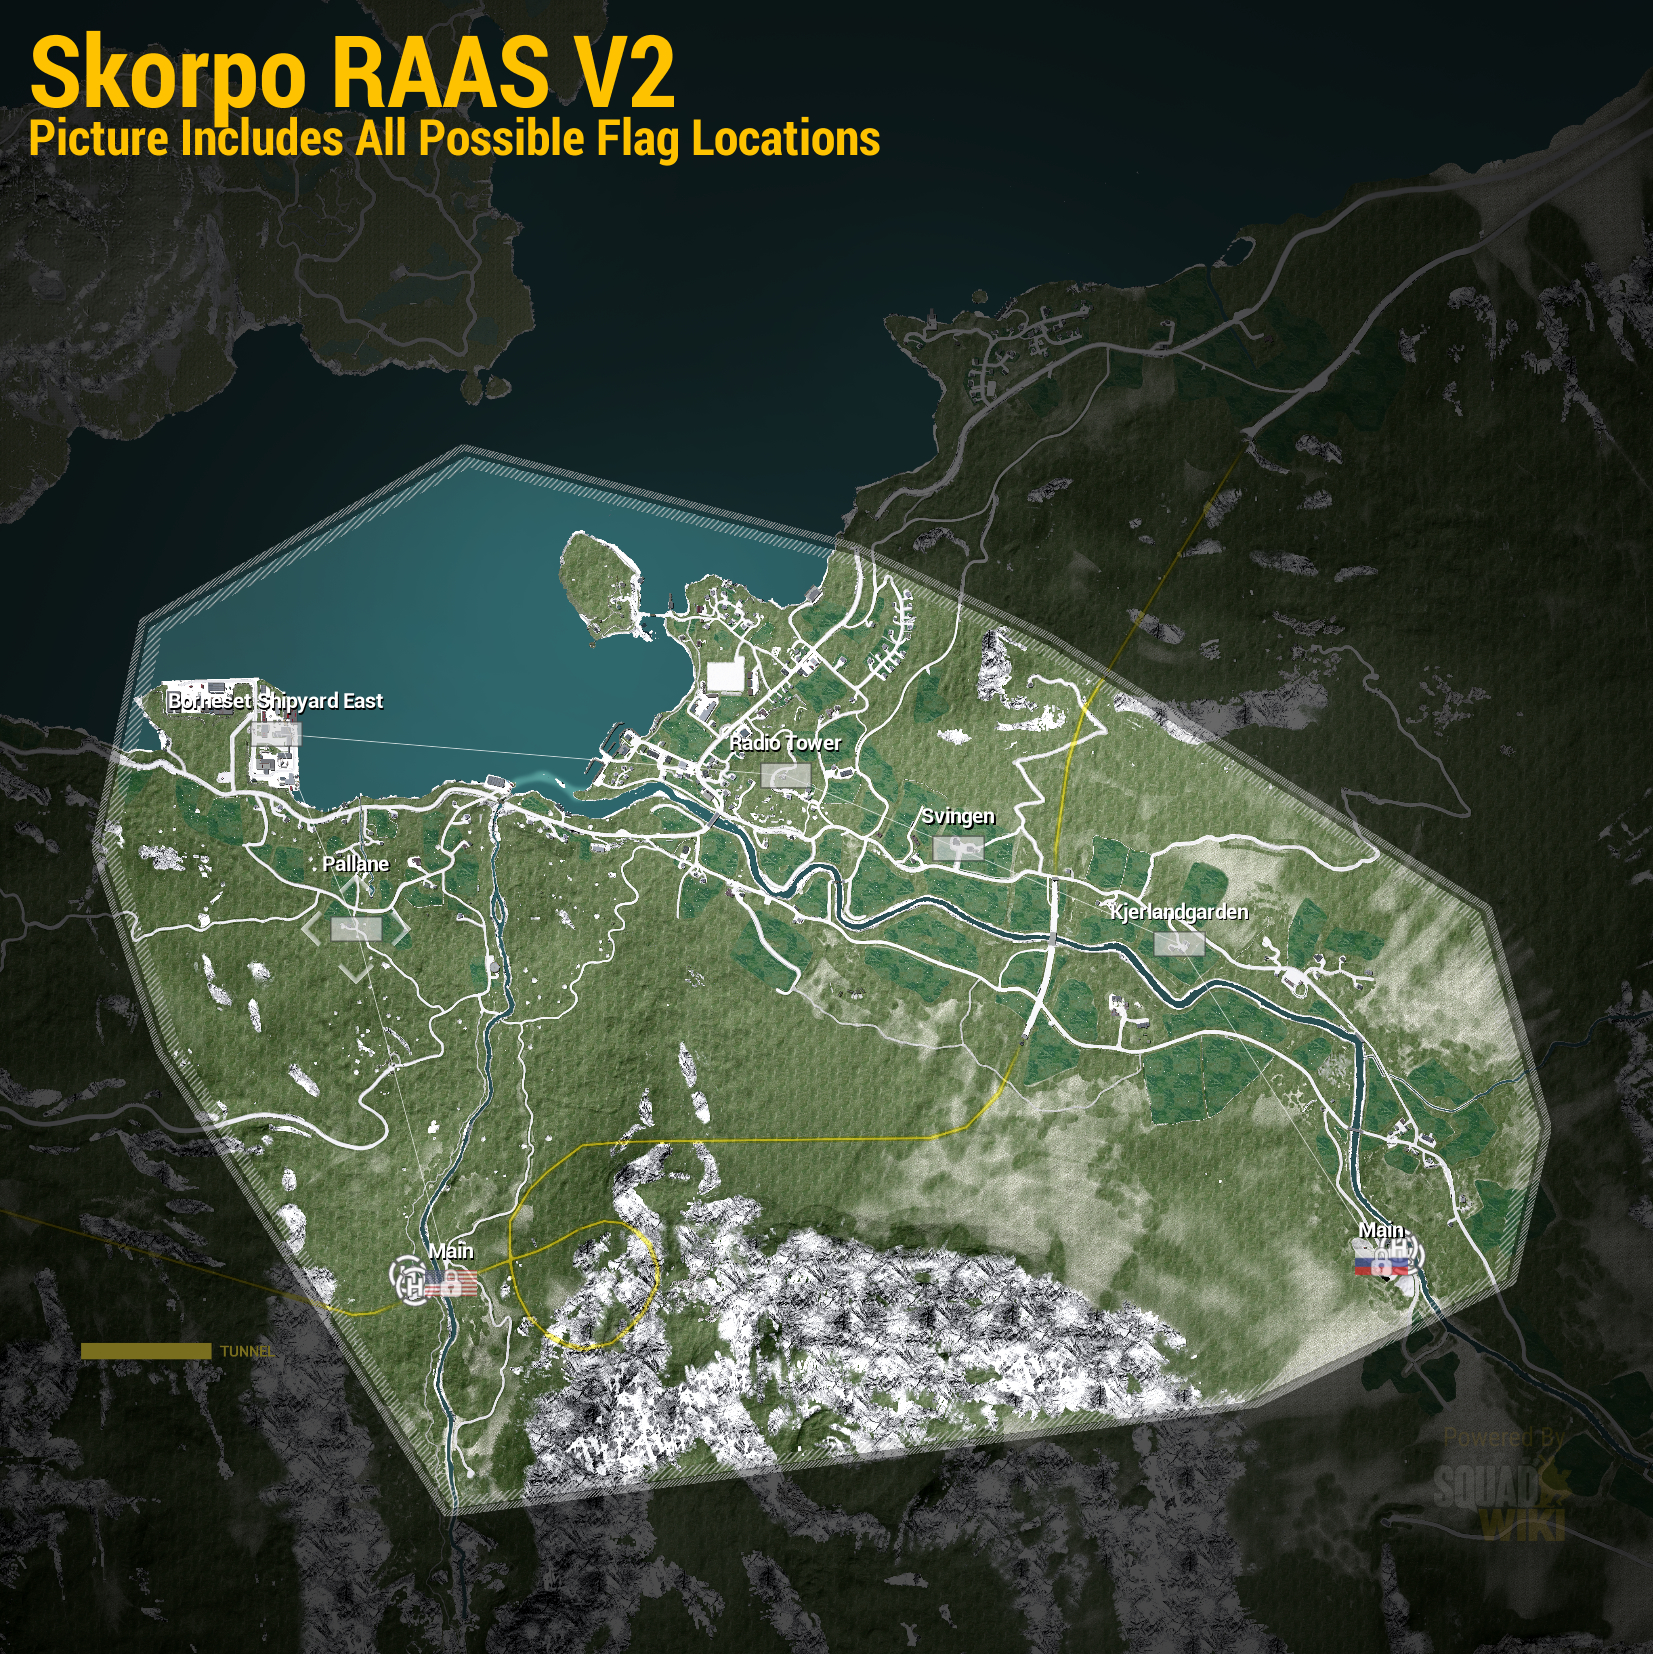 Skorpo RAAS V2
Picture Includes All Possible Flag Locations
Borneset Shipyard East
Radio Tower
Svingen
Pallane
Kjerlandgarden
Main
H
Main
H
TUNNEL
Powered By
SQUAD
WIKI